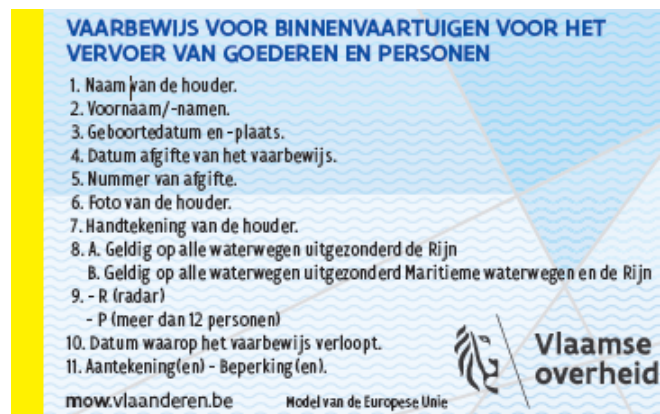 VAARBEWIJS VOOR BINNENVAARTUIGEN VOOR HET
VERVOER VAN GOEDEREN EN PERSONEN
1. Naam van de houder.
2. Voornaam/-namen.
3. Geboortedatum en -plaats.
4. Datum afgifte van het vaarbewijs.
5. Nummer van afgifte.
6. Foto van de houder.
7. Handtekening van de houder.
8. A. Geldig op alle waterwegen uitgezonderd de Rijn
B. Geldig op alle waterwegen uitgezonderd Maritieme waterwegen en de Rijn
9. - R (radar)
- P (meer dan 12 personen)
10. Datum waarop het vaarbewijs verloopt.
11. Aantekening(en) - Beperking(en).
mow.vlaanderen.be
Model van de Europese Unie
Vlaamse
overheid